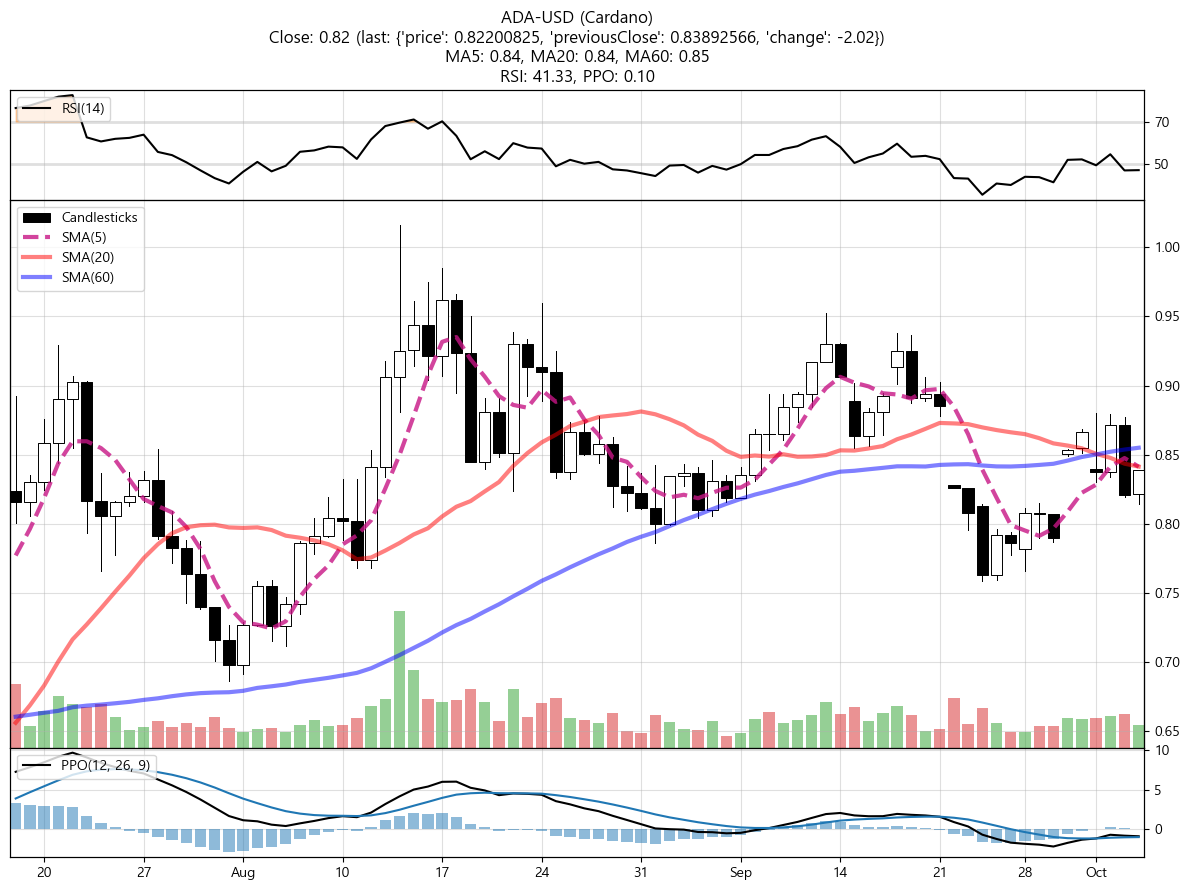 ADA-USD (Cardano)
Close: 0.82 (last: {'price': 0.82200825, 'previousClose': 0.83892566, 'change': -2.02})
MA5: 0.84, MA20: 0.84, MA60: 0.85
RSI: 41.33, PPO: 0.10
RSI(14)
70
50
Candlesticks
SMA(5)
SMA(20)
SMA(60)
1.00
0.95
0.90
0.85
0.80
0.75
0.70
0.65
PPO(12, 26, 9)
10
5
0
20 27 Aug 10 17 24 31 Sep 14 21 28 Oct